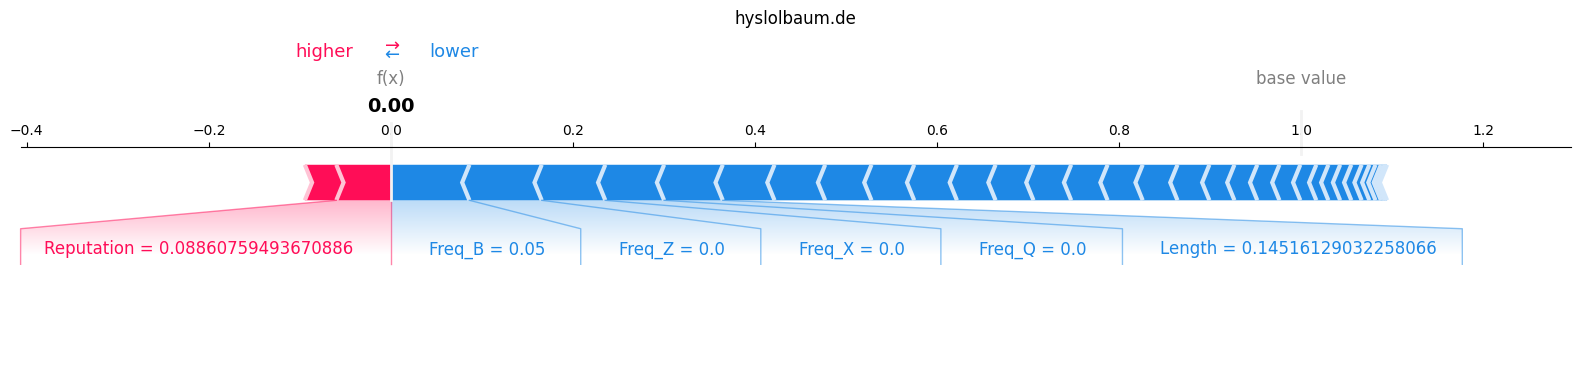 hyslolbaum.de
higher ⇄ lower
f(x) base value
0.00
−0.4 −0.2 0.0 0.2 0.4 0.6 0.8 1.0 1.2
Reputation = 0.08860759493670886 Freq_B = 0.05 Freq_Z = 0.0 Freq_X = 0.0 Freq_Q = 0.0 Length = 0.14516129032258066